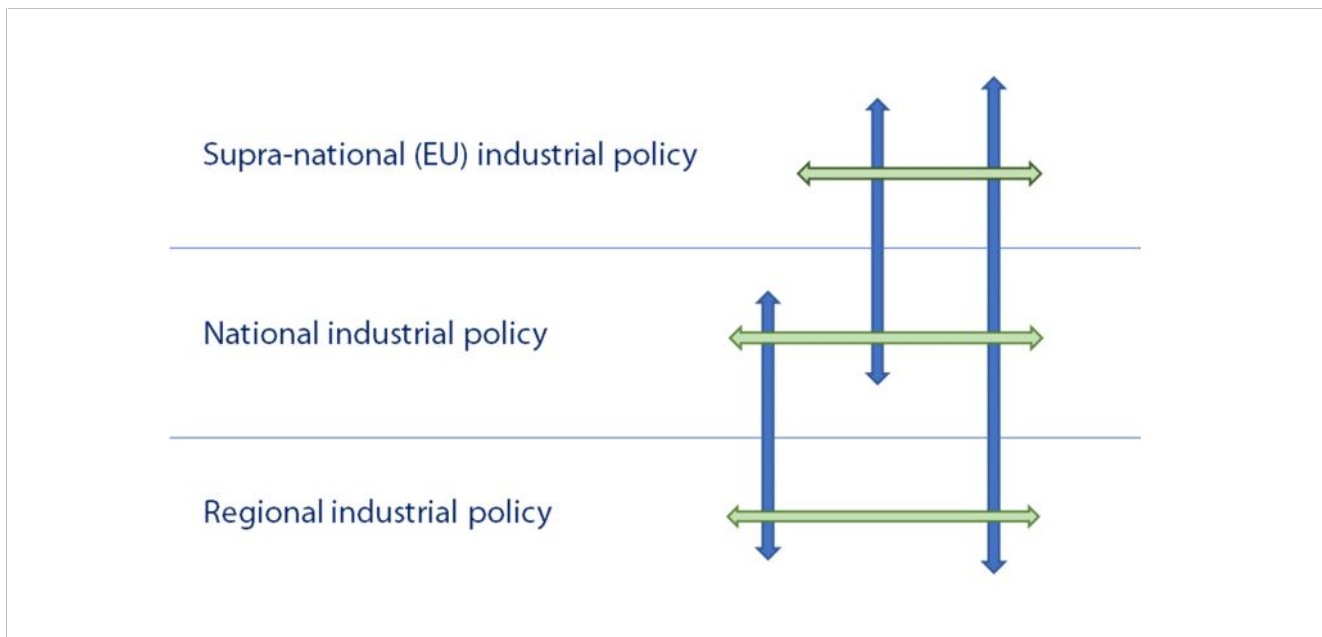 Supra-national (EU) industrial policy
National industrial policy
Regional industrial policy